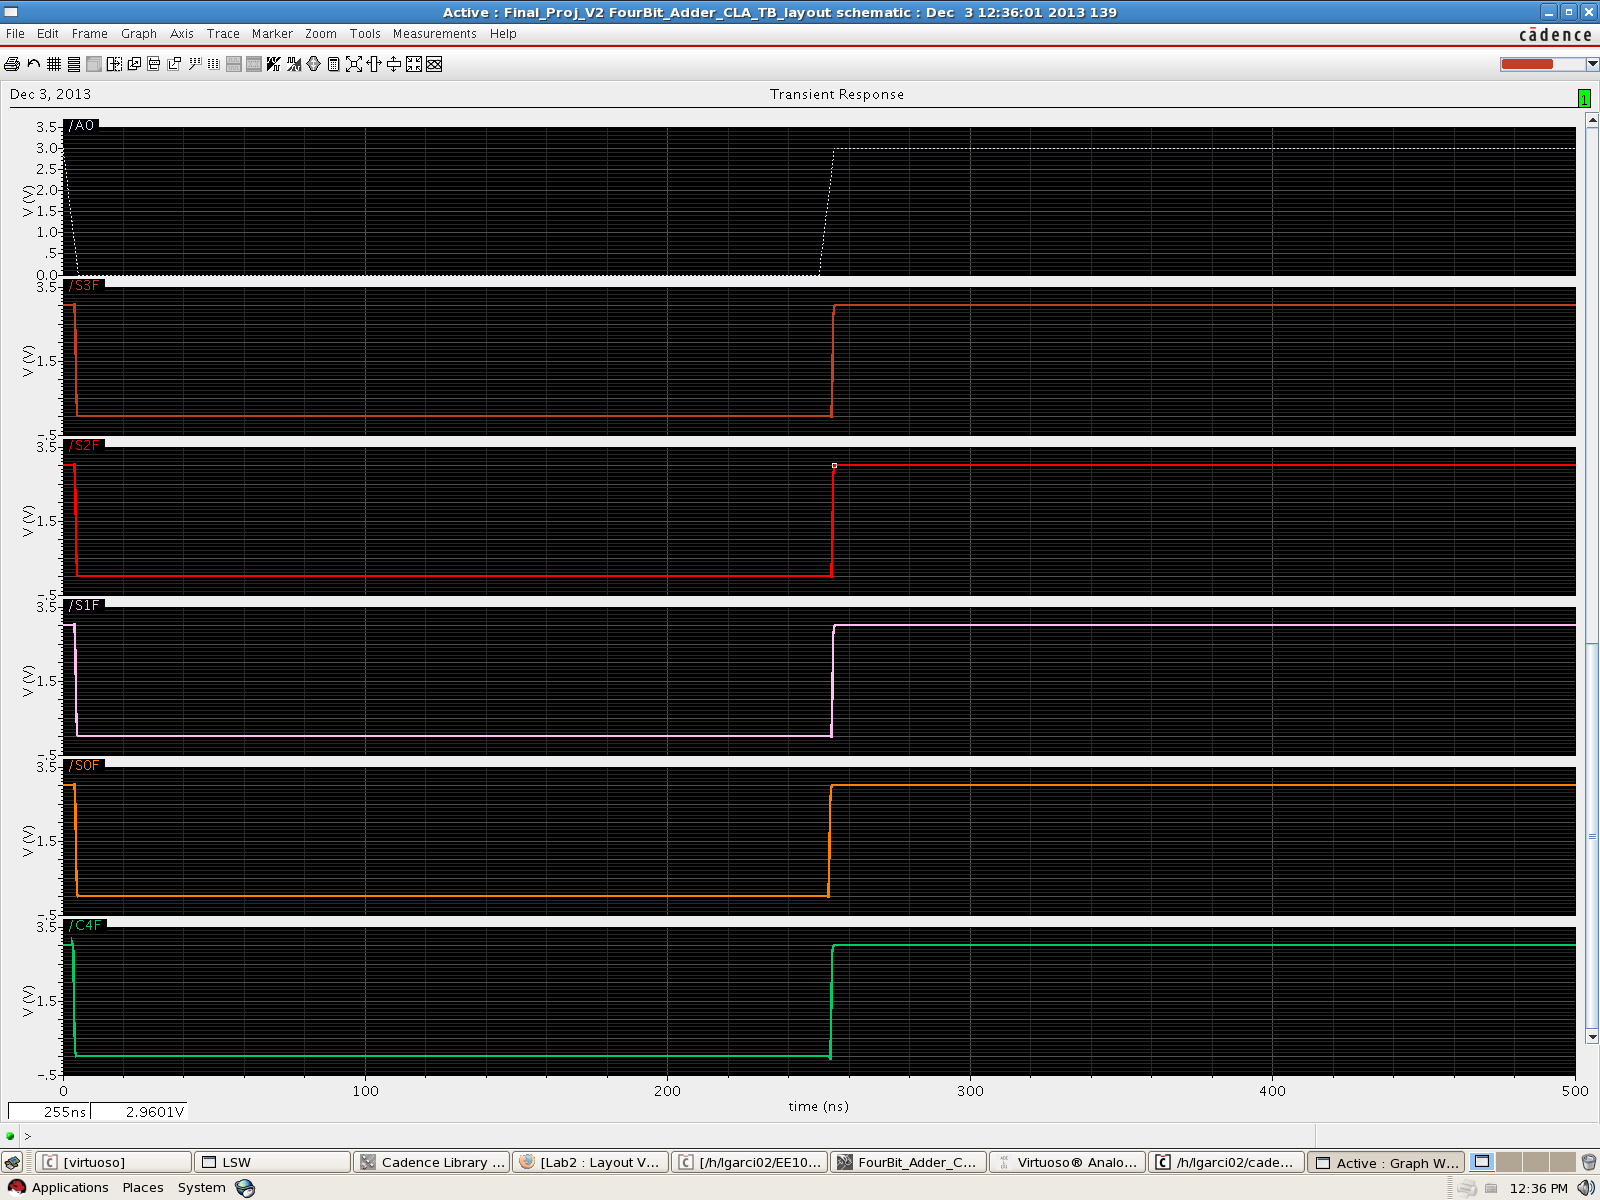 Active : Final_Proj_V2 FourBit_Adder_CLA_TB_layout schematic : Dec  3 12:36:01 2013 139
File Edit Frame Graph Axis Trace Marker Zoom Tools Measurements Help
cādence
Dec 3, 2013
Transient Response
1
/A0
3.5
3.0
2.5
2.0
1.5
1.0
.5
0.0
V (V)
/S3F
3.5
1.5
-.5
V (V)
/S2F
3.5
1.5
-.5
V (V)
/S1F
3.5
1.5
-.5
V (V)
/S0F
3.5
1.5
-.5
V (V)
/C4F
3.5
1.5
-.5
V (V)
0 100 200 300 400 500
time (ns)
255ns 2.9601V
>
[virtuoso] LSW Cadence Library ... [Lab2 : Layout V... [/h/lgarci02/EE10... FourBit_Adder_C... Virtuoso® Analo... /h/lgarci02/cade... Active : Graph W...
Applications Places System 12:36 PM